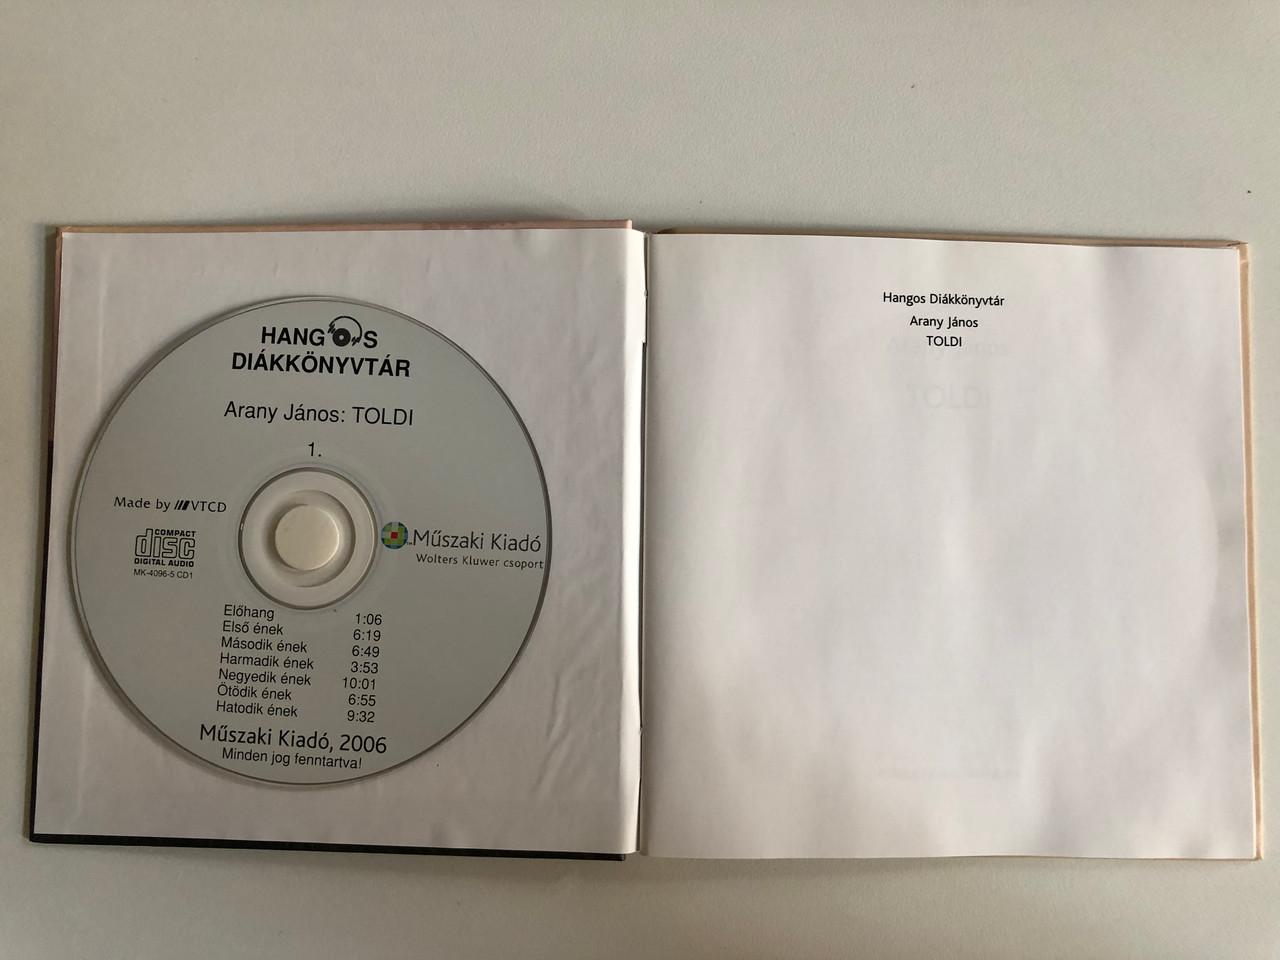 HANGOS
DIÁKKÖNYVTÁR
Arany János: TOLDI
1.
Made by VTCD
COMPACT
disc
DIGITAL AUDIO
MK-4096-5 CD1
Műszaki Kiadó
Wolters Kluwer csoport
Előhang 1:06
Első ének 6:19
Második ének 6:49
Harmadik ének 3:53
Negyedik ének 10:01
Ötödik ének 6:55
Hatodik ének 9:32
Műszaki Kiadó, 2006
Minden jog fenntartva!
Hangos Diákkönyvtár
Arany János
TOLDI
TOLDI